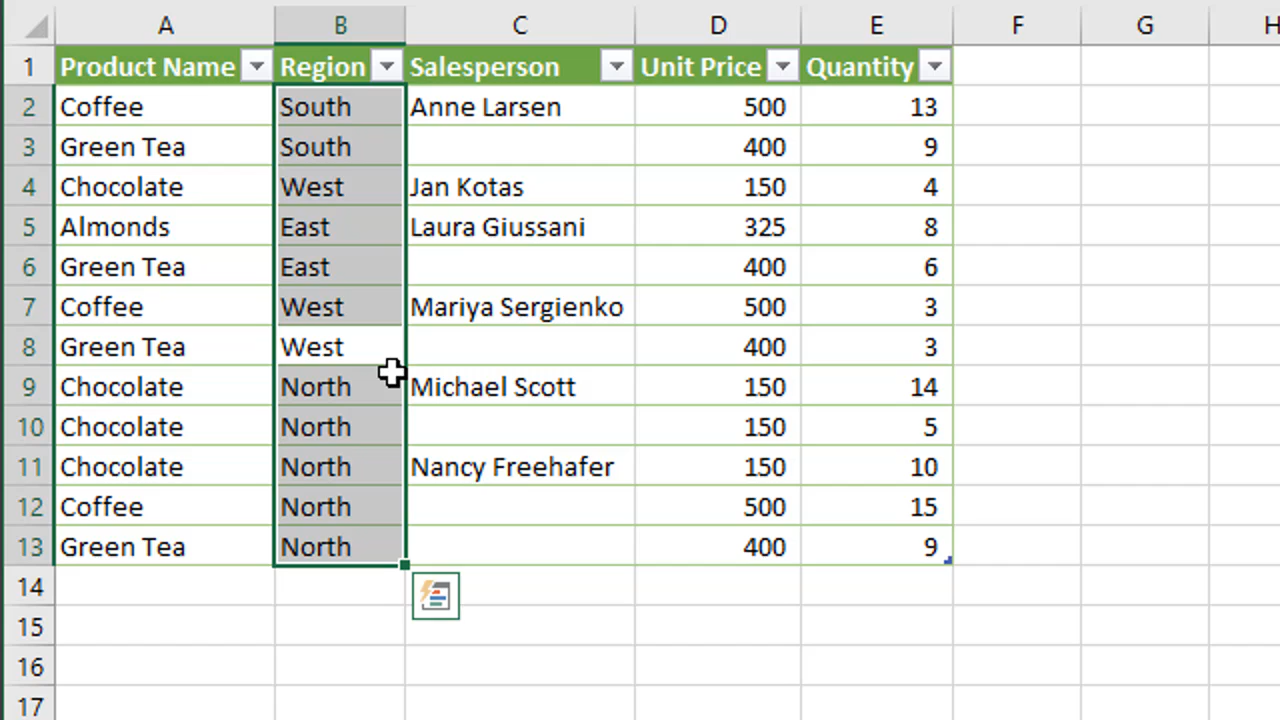 A B C D E F G H
1 Product Name Region Salesperson Unit Price Quantity
2 Coffee South Anne Larsen 500 13
3 Green Tea South 400 9
4 Chocolate West Jan Kotas 150 4
5 Almonds East Laura Giussani 325 8
6 Green Tea East 400 6
7 Coffee West Mariya Sergienko 500 3
8 Green Tea West 400 3
9 Chocolate North Michael Scott 150 14
10 Chocolate North 150 5
11 Chocolate North Nancy Freehafer 150 10
12 Coffee North 500 15
13 Green Tea North 400 9
14
15
16
17